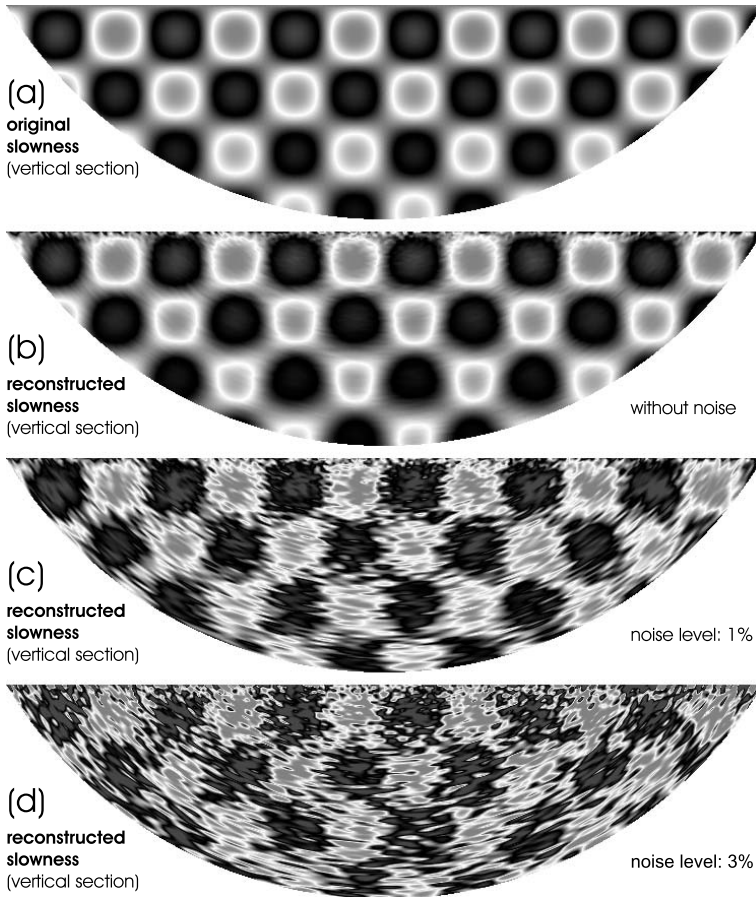 (a)
original
slowness
(vertical section)
(b)
reconstructed
slowness
(vertical section)
without noise
(c)
reconstructed
slowness
(vertical section)
noise level: 1%
(d)
reconstructed
slowness
(vertical section)
noise level: 3%